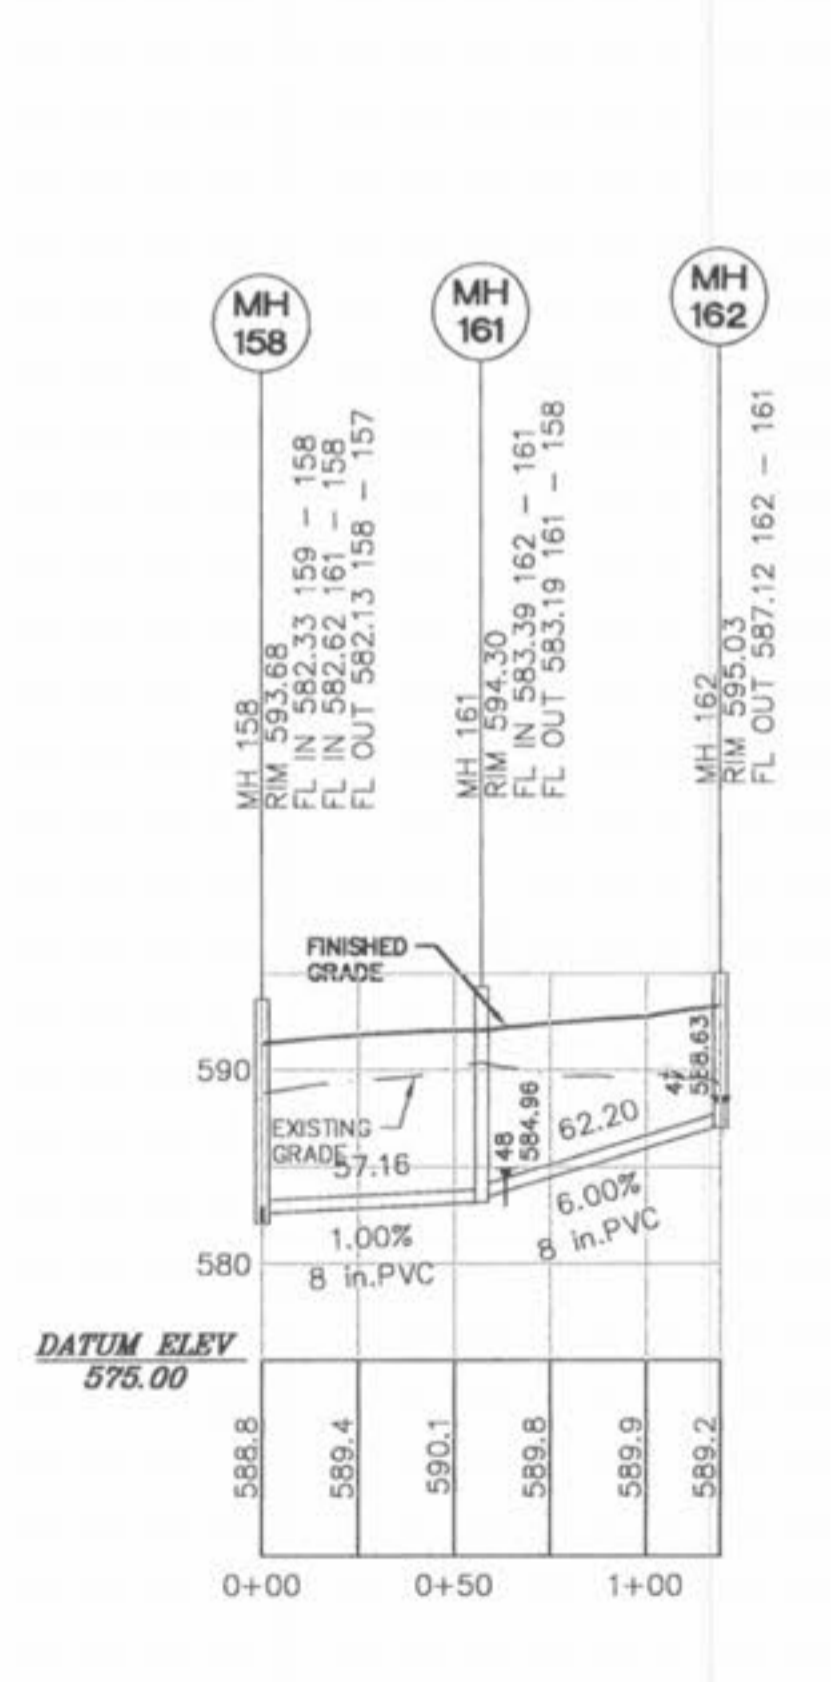 MH
158
MH
161
MH
162
MH 158
RIM 593.68
FL IN 582.33 159 – 158
FL IN 582.62 161 – 158
FL OUT 582.13 158 – 157
MH 161
RIM 594.30
FL IN 583.39 162 – 161
FL OUT 583.19 161 – 158
MH 162
RIM 595.03
FL OUT 587.12 162 – 161
FINISHED
GRADE
590
EXISTING
GRADE
57.16
1.00%
8 in.PVC
48
584.96
62.20
6.00%
8 in.PVC
588.63
580
DATUM ELEV
575.00
588.8
589.4
590.1
589.8
589.9
589.2
0+00
0+50
1+00